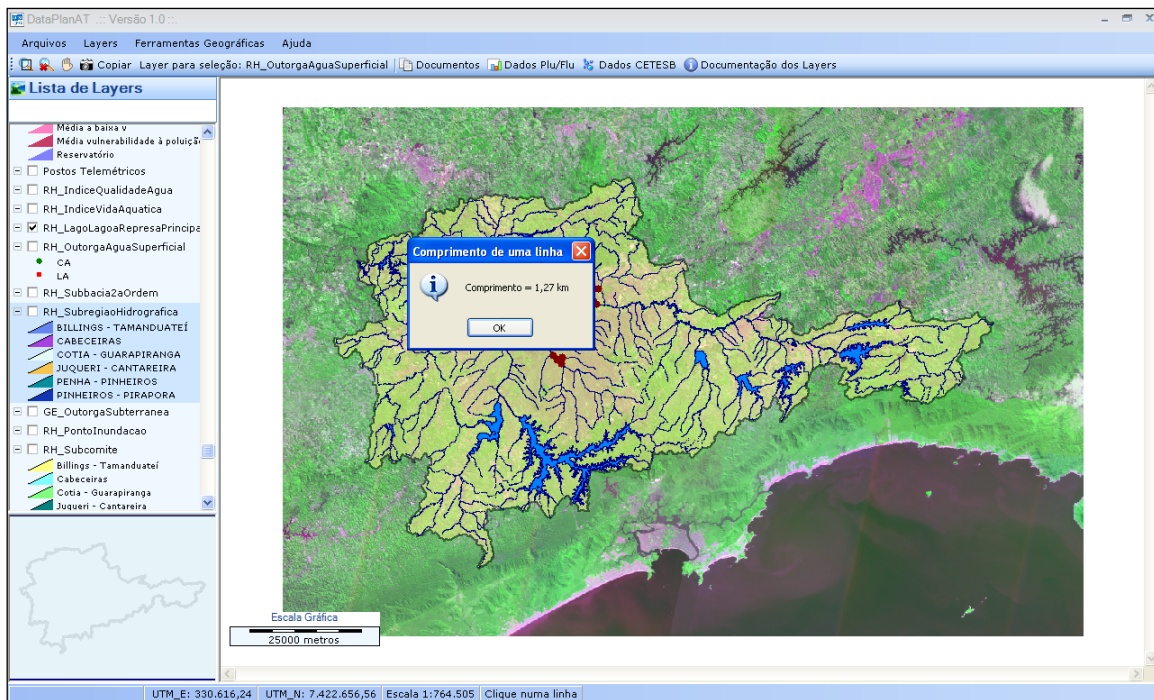 DataPlanAT .:: Versão 1.0 ::.
Arquivos Layers Ferramentas Geográficas Ajuda
Copiar Layer para seleção: RH_OutorgaAguaSuperficial Documentos Dados Plu/Flu Dados CETESB Documentação dos Layers
Lista de Layers
Média a baixa v
Média vulnerabilidade à poluiçã
Reservatório
Postos Telemétricos
RH_IndiceQualidadeAgua
RH_IndiceVidaAquatica
RH_LagoLagoaRepresaPrincipa
RH_OutorgaAguaSuperficial
CA
LA
RH_Subbacia2aOrdem
RH_SubregiaoHidrografica
BILLINGS - TAMANDUATEÍ
CABECEIRAS
COTIA - GUARAPIRANGA
JUQUERI - CANTAREIRA
PENHA - PINHEIROS
PINHEIROS - PIRAPORA
GE_OutorgaSubterranea
RH_PontoInundacao
RH_Subcomite
Billings - Tamanduateí
Cabeceiras
Cotia - Guarapiranga
Juqueri - Cantareira
Comprimento de uma linha
Comprimento = 1,27 km
OK
Escala Gráfica
25000 metros
UTM_E: 330.616,24 UTM_N: 7.422.656,56 Escala 1:764.505 Clique numa linha